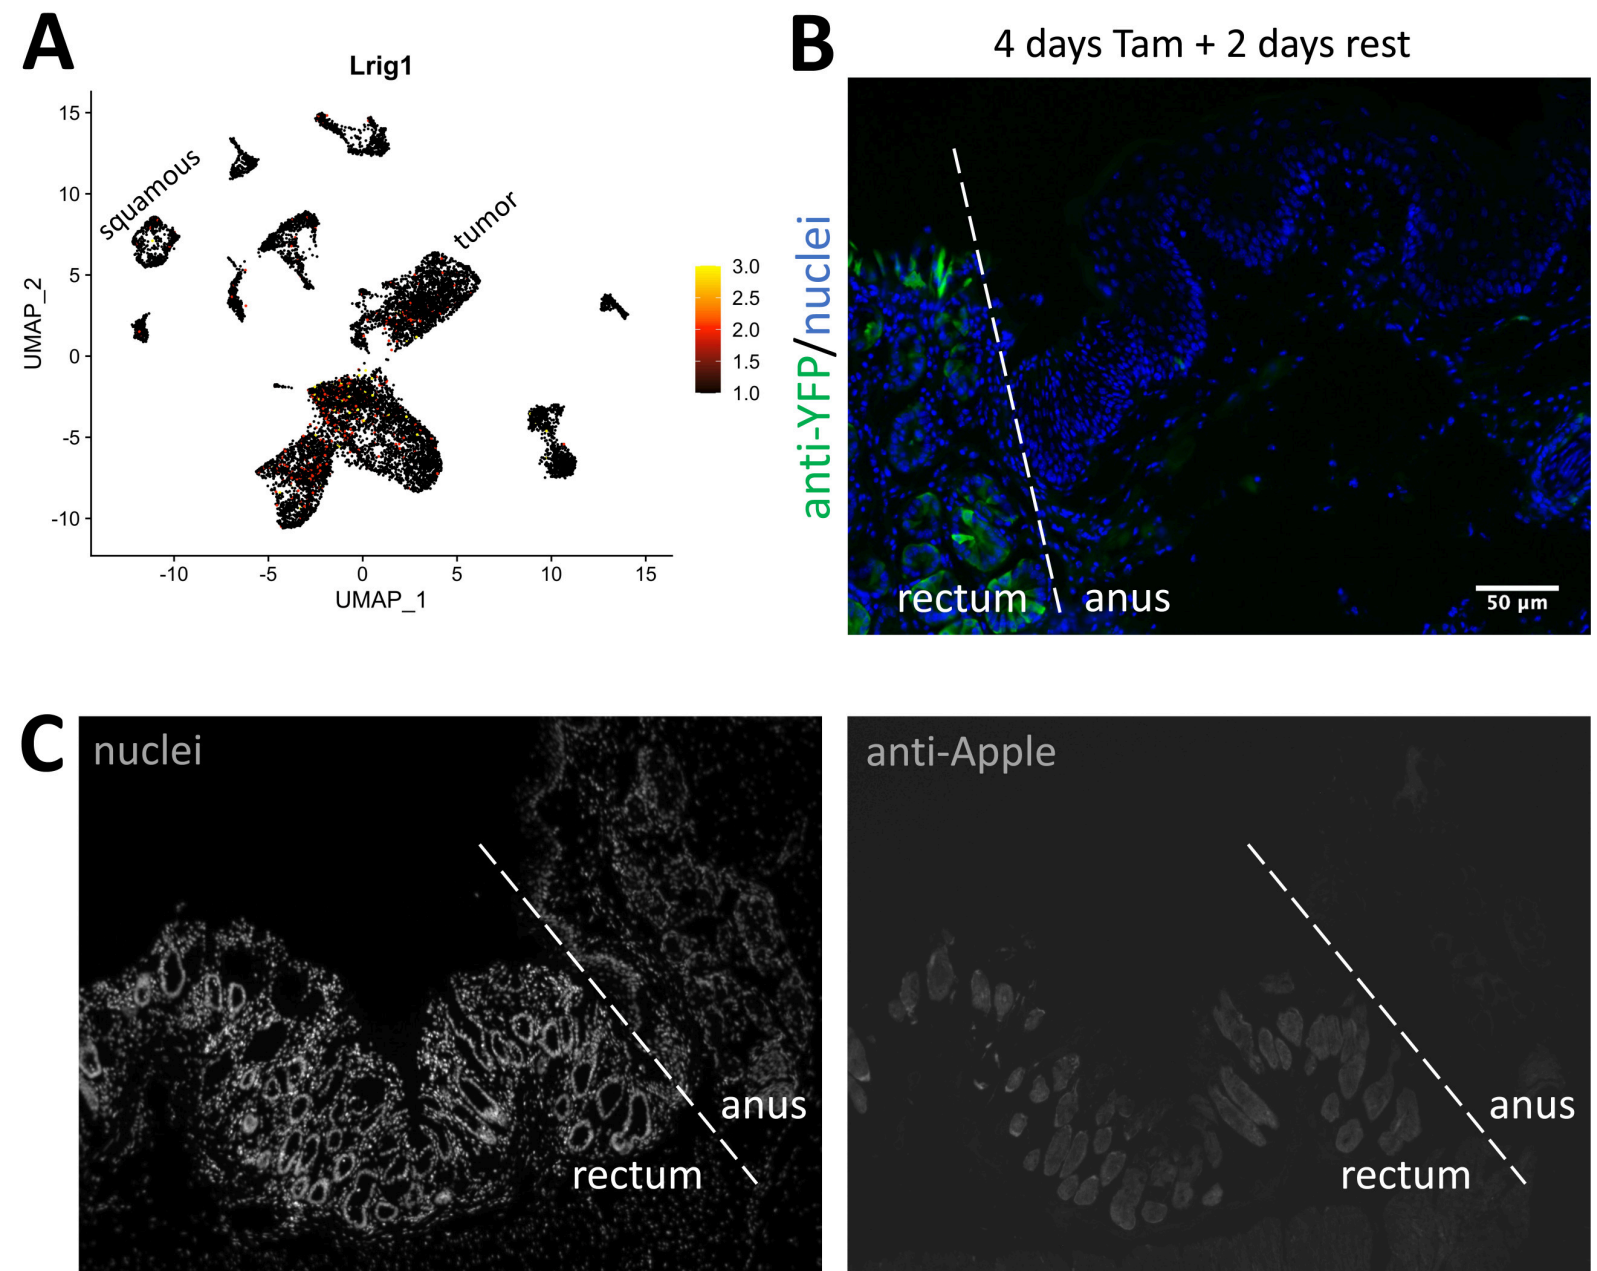 A
Lrig1
15
10
5
0
-5
-10
UMAP_2
squamous
tumor
3.0
2.5
2.0
1.5
1.0
-10
-5
0
5
10
15
UMAP_1
B
4 days Tam + 2 days rest
anti-YFP/nuclei
rectum
anus
50 µm
C
nuclei
anus
rectum
anti-Apple
anus
rectum